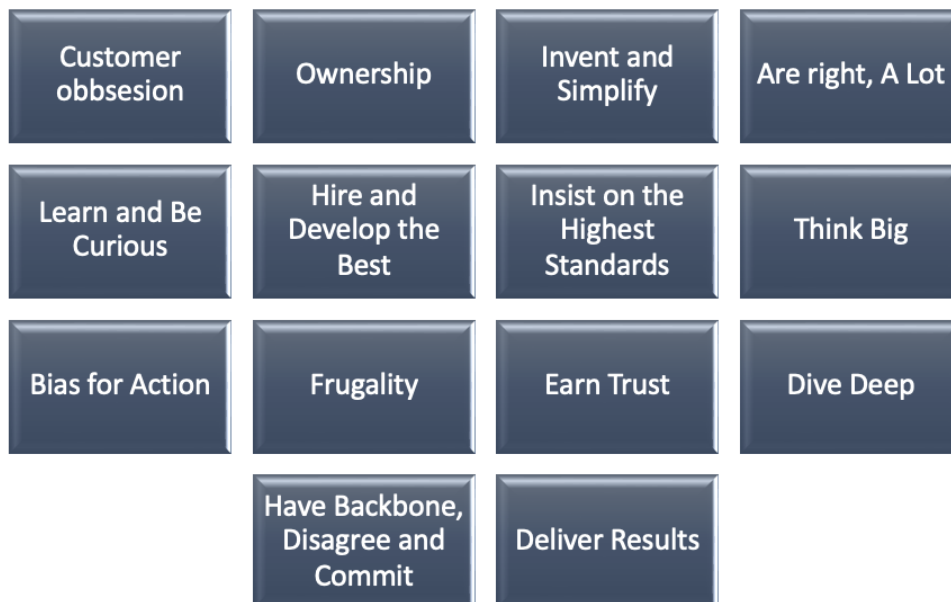 Customer
obbsesion
Ownership
Invent and
Simplify
Are right, A Lot
Learn and Be
Curious
Hire and
Develop the
Best
Insist on the
Highest
Standards
Think Big
Bias for Action
Frugality
Earn Trust
Dive Deep
Have Backbone,
Disagree and
Commit
Deliver Results